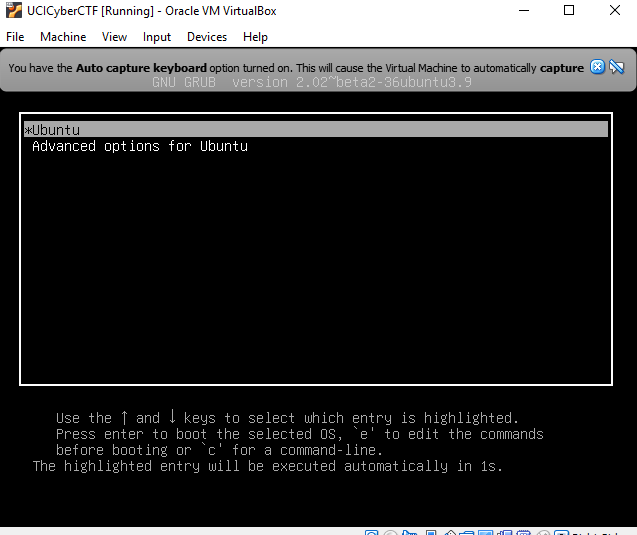 UCICyberCTF [Running] - Oracle VM VirtualBox
File Machine View Input Devices Help
You have the Auto capture keyboard option turned on. This will cause the Virtual Machine to automatically capture
GNU GRUB version 2.02~beta2-36ubuntu3.9
*Ubuntu
Advanced options for Ubuntu
Use the ↑ and ↓ keys to select which entry is highlighted.
Press enter to boot the selected OS, `e' to edit the commands
before booting or `c' for a command-line.
The highlighted entry will be executed automatically in 1s.